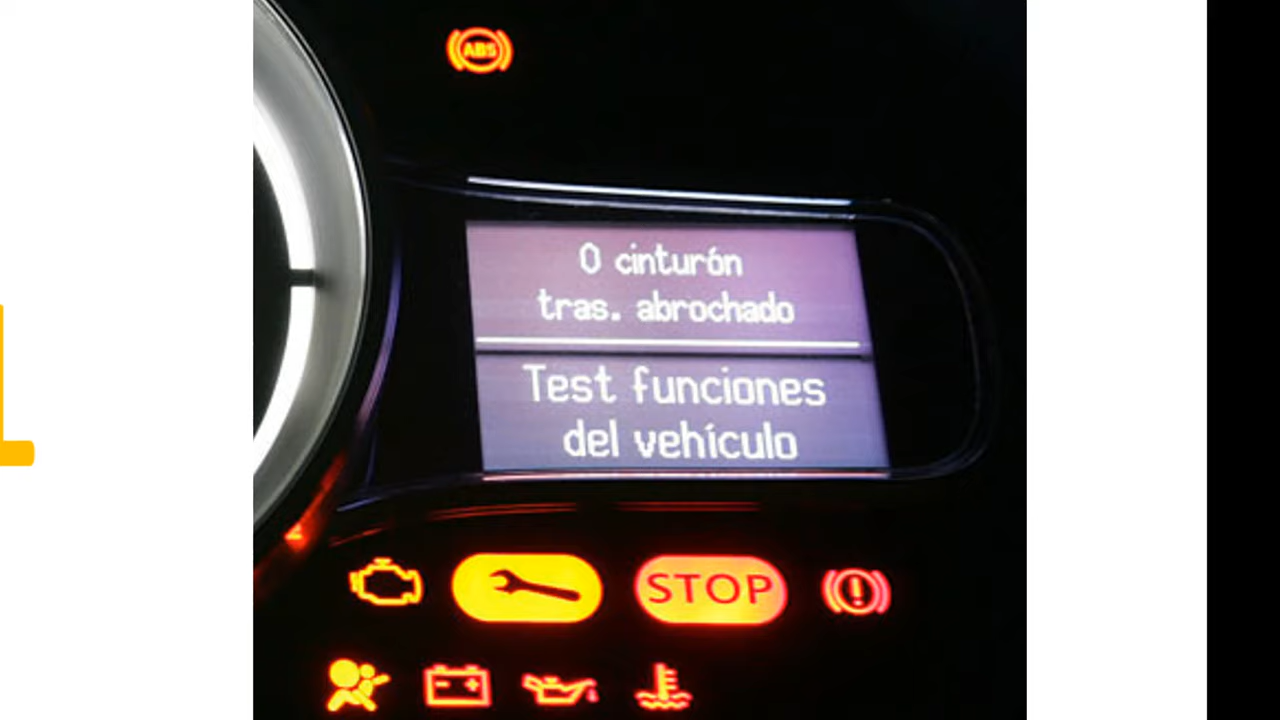 ABS
0 cinturón
tras. abrochado
Test funciones
del vehículo
STOP